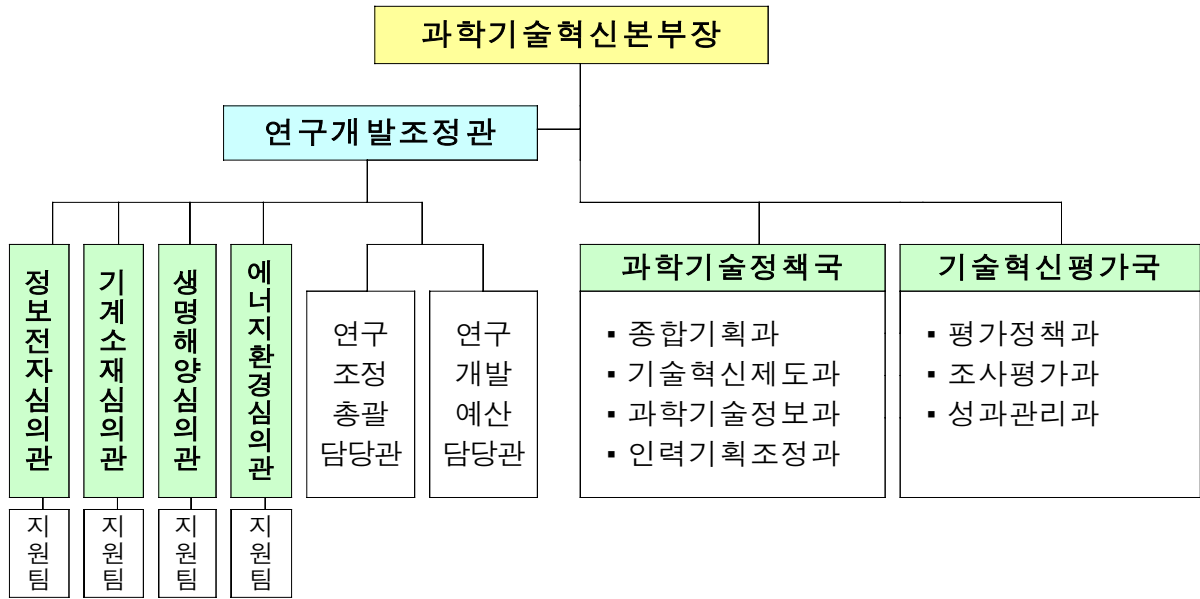 과학기술혁신본부장
연구개발조정관
정보전자심의관
기계소재심의관
생명해양심의관
에너지환경심의관
연구
조정
총괄
담당관
연구
개발
예산
담당관
과학기술정책국
▪ 종합기획과
▪ 기술혁신제도과
▪ 과학기술정보과
▪ 인력기획조정과
기술혁신평가국
▪ 평가정책과
▪ 조사평가과
▪ 성과관리과
지원팀
지원팀
지원팀
지원팀